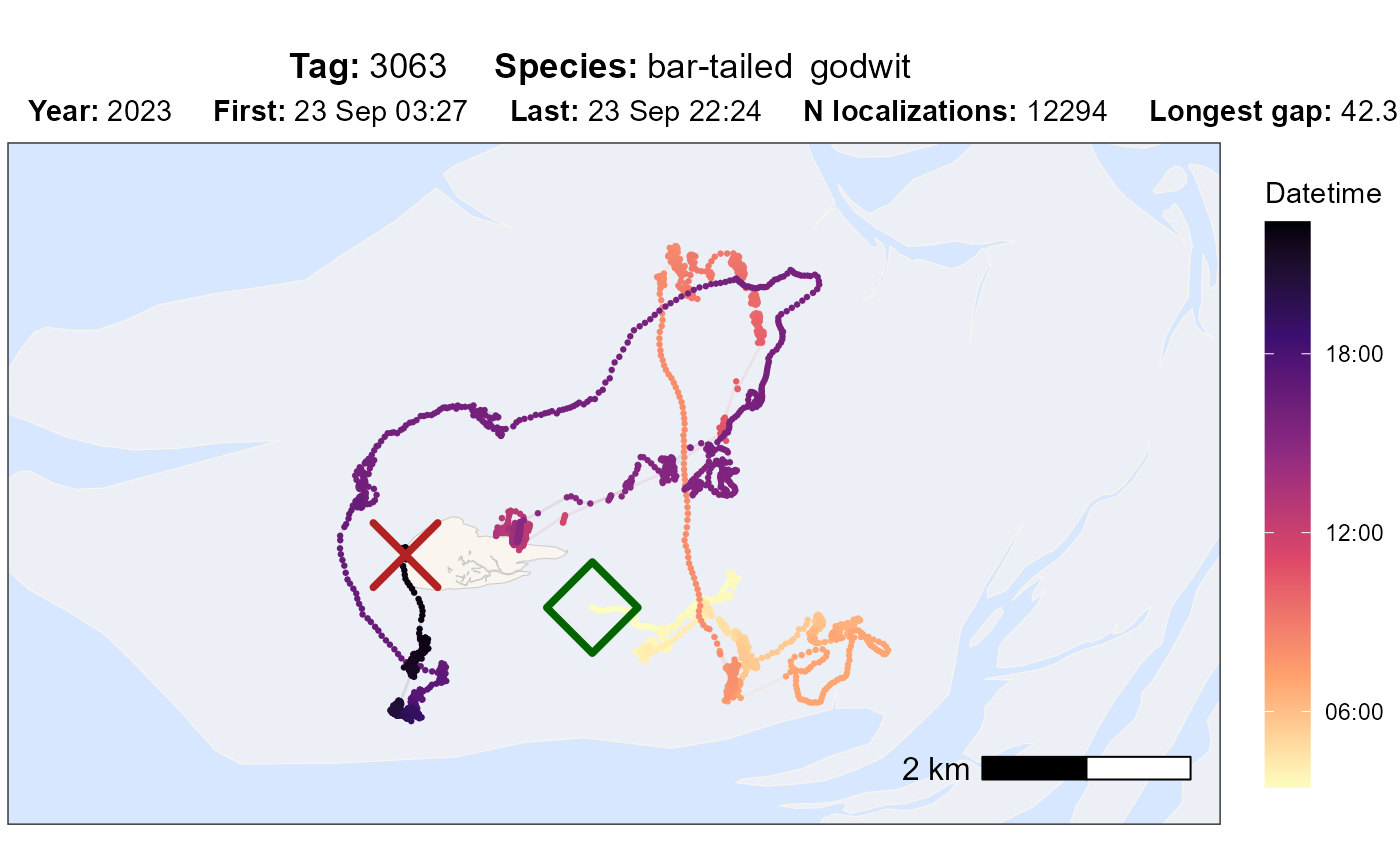 Tag: 3063 Species: bar-tailed godwit
Year: 2023 First: 23 Sep 03:27 Last: 23 Sep 22:24 N localizations: 12294 Longest gap: 42.3
Datetime
18:00
12:00
06:00
2 km